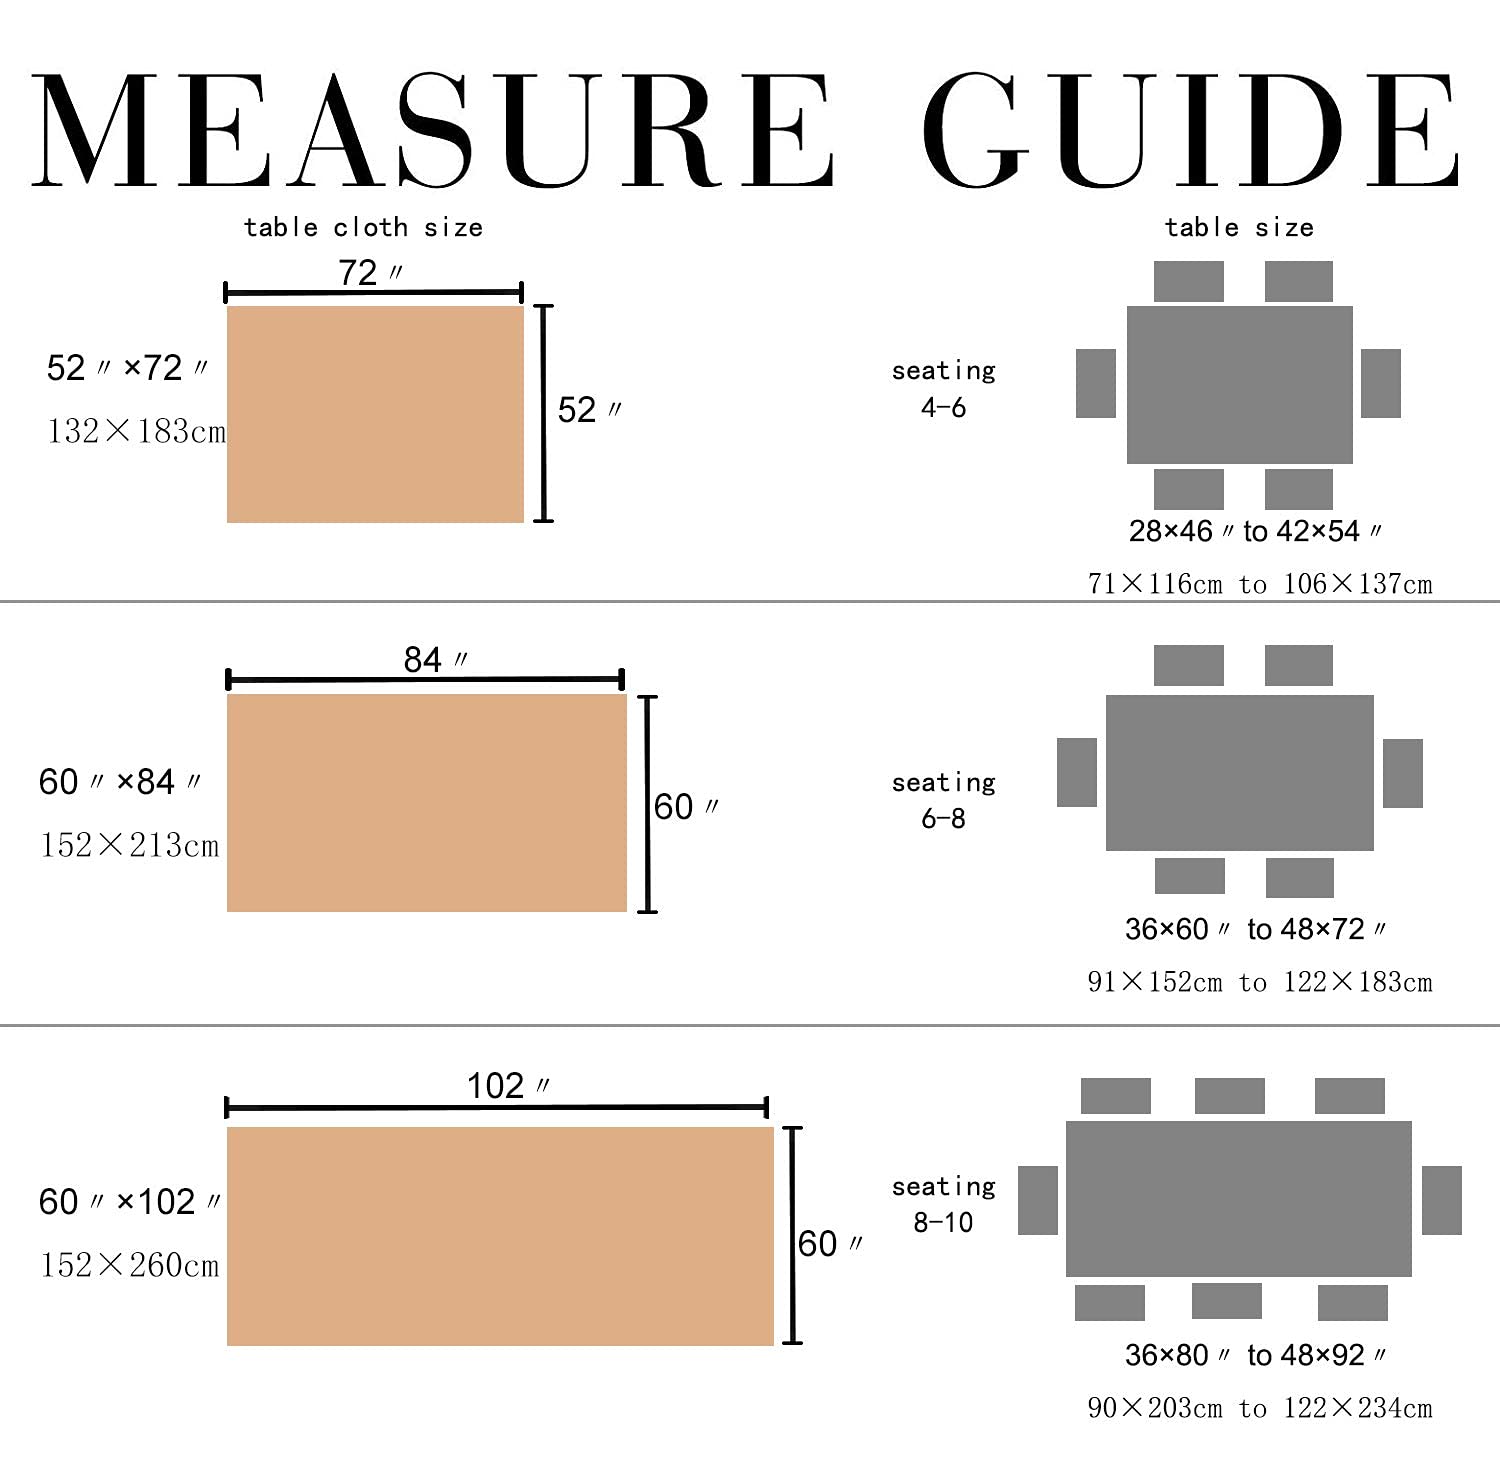 MEASURE GUIDE
table cloth size
table size
72〃
52〃×72〃
132×183cm
52〃
seating
4-6
28×46〃to 42×54〃
71×116cm to 106×137cm
84〃
60〃×84〃
152×213cm
60〃
seating
6-8
36×60〃 to 48×72〃
91×152cm to 122×183cm
102〃
60〃×102〃
152×260cm
60〃
seating
8-10
36×80〃 to 48×92〃
90×203cm to 122×234cm